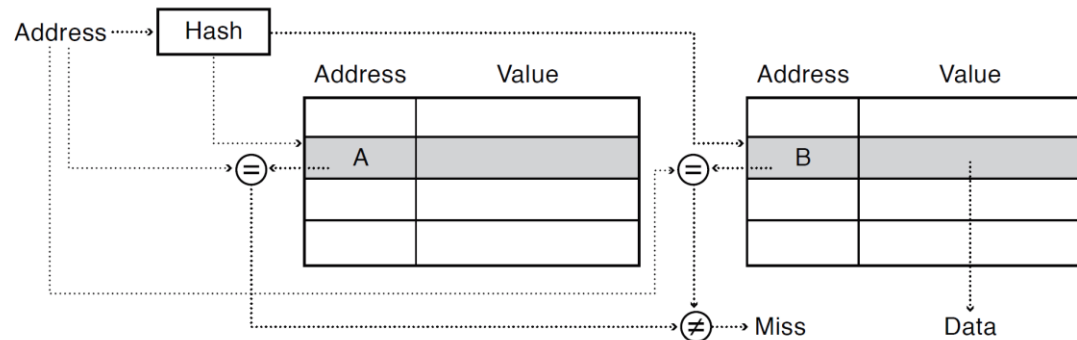 Address
Hash
Address Value
Address Value
A
=
=
B
≠
Miss
Data